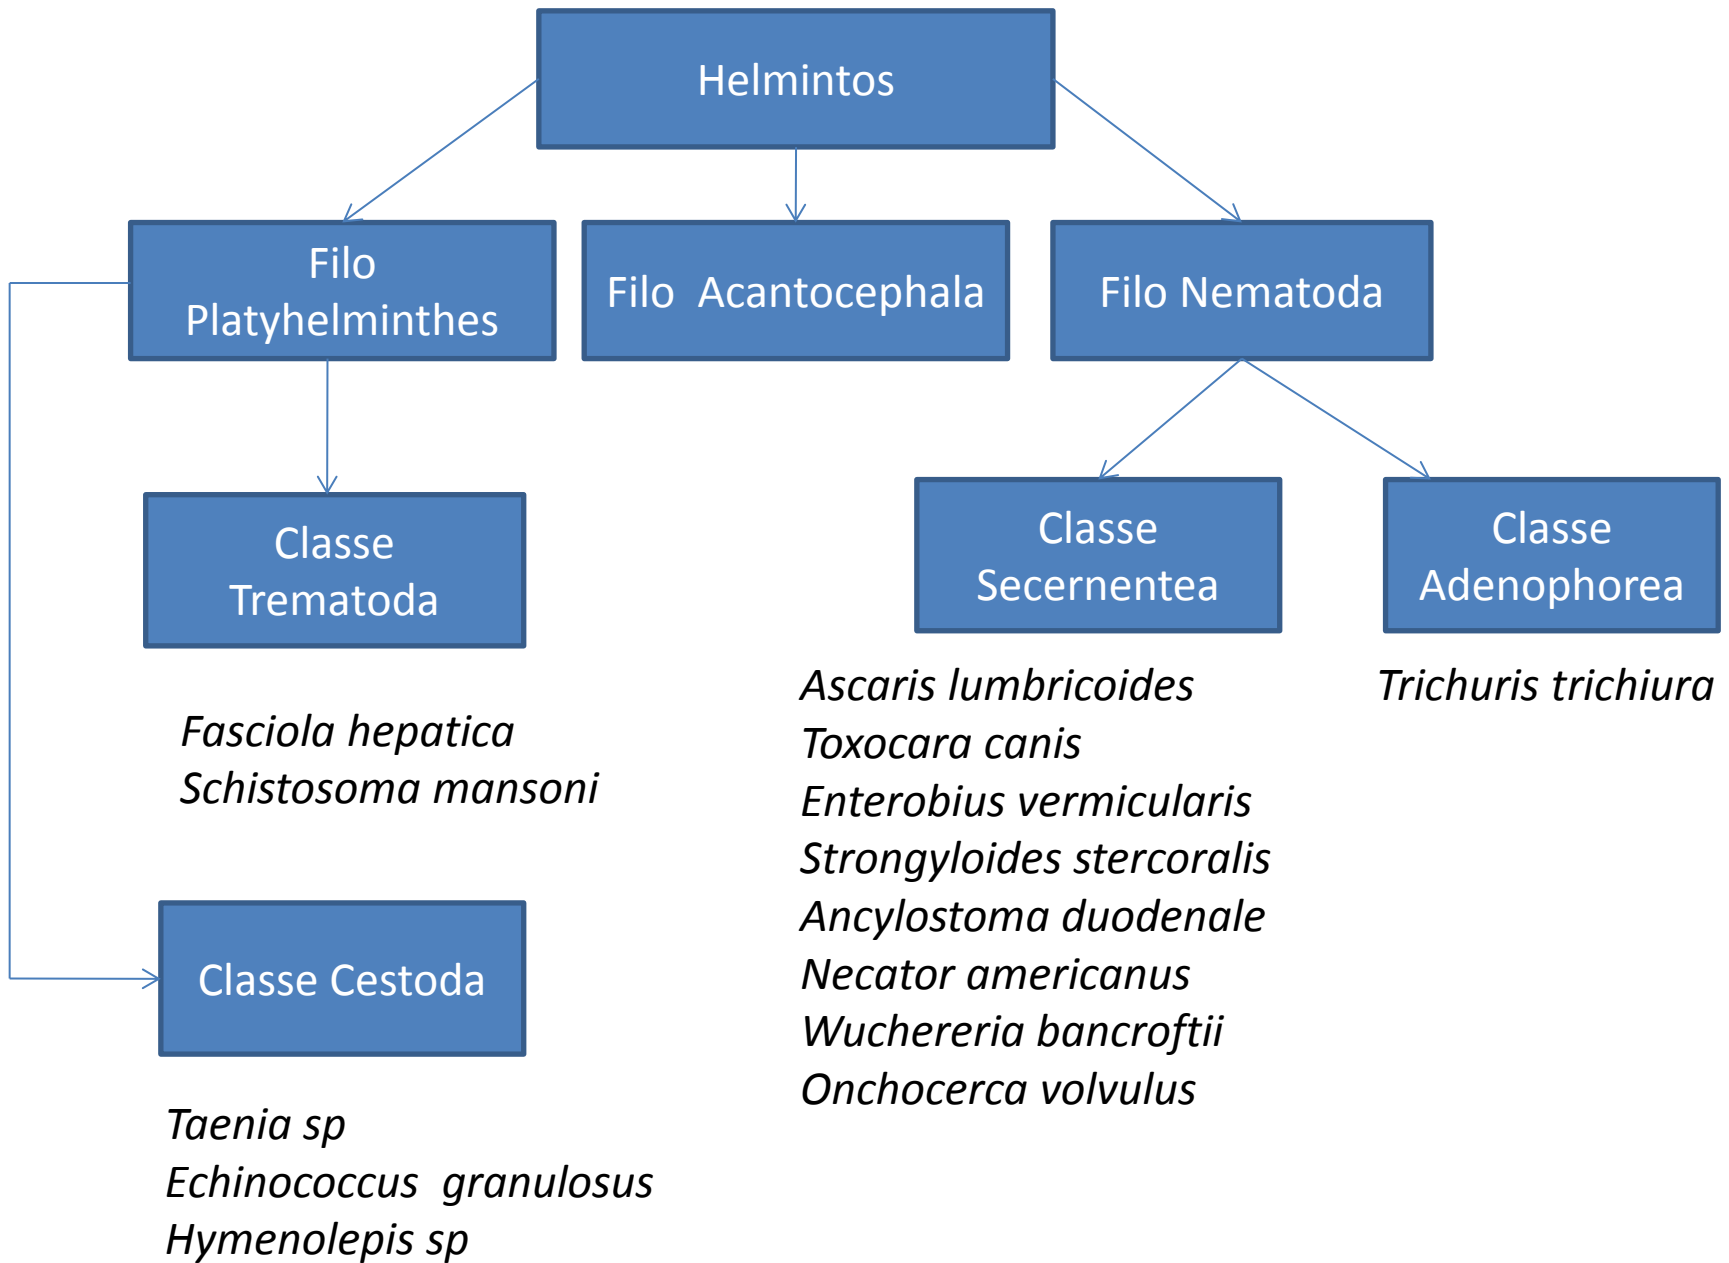 Helmintos
Filo
Platyhelminthes
Filo Acantocephala
Filo Nematoda
Classe
Trematoda
Fasciola hepatica
Schistosoma mansoni
Classe Cestoda
Taenia sp
Echinococcus granulosus
Hymenolepis sp
Classe
Secernentea
Ascaris lumbricoides
Toxocara canis
Enterobius vermicularis
Strongyloides stercoralis
Ancylostoma duodenale
Necator americanus
Wuchereria bancroftii
Onchocerca volvulus
Classe
Adenophorea
Trichuris trichiura